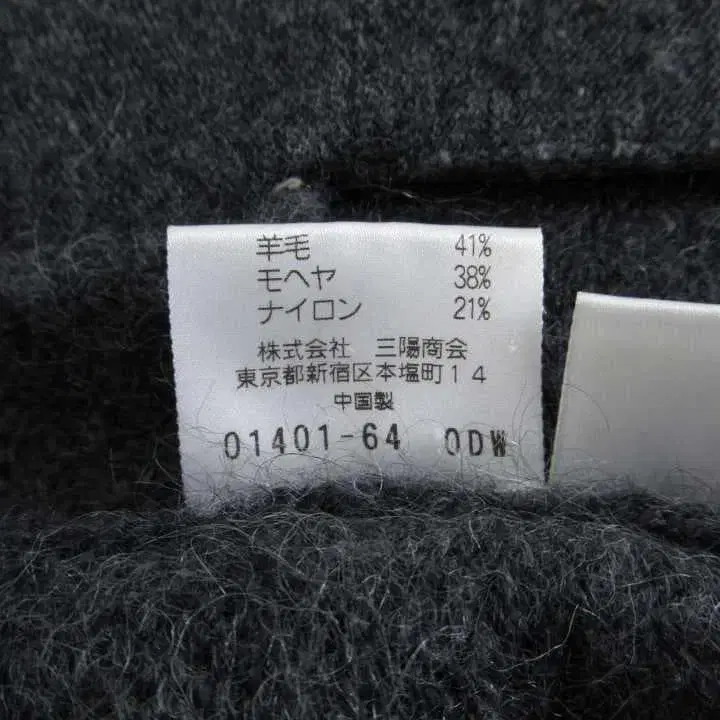 羊毛 41%
モヘヤ 38%
ナイロン 21%
株式会社 三陽商会
東京都新宿区本塩町14
中国製
01401-64 0DW